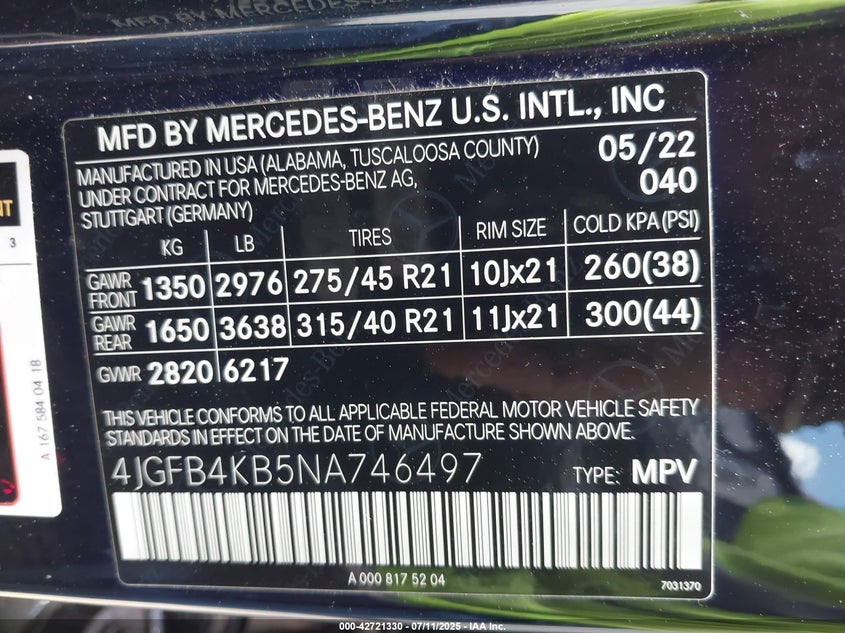 MFD BY MERCEDES-BENZ U.S. INTL., INC
MANUFACTURED IN USA (ALABAMA, TUSCALOOSA COUNTY) 05/22
UNDER CONTRACT FOR MERCEDES-BENZ AG, 040
STUTTGART (GERMANY)
KG LB TIRES RIM SIZE COLD KPA (PSI)
GAWR FRONT 1350 2976 275/45 R21 10Jx21 260(38)
GAWR REAR 1650 3638 315/40 R21 11Jx21 300(44)
GVWR 2820 6217
THIS VEHICLE CONFORMS TO ALL APPLICABLE FEDERAL MOTOR VEHICLE SAFETY
STANDARDS IN EFFECT ON THE DATE OF MANUFACTURE SHOWN ABOVE.
4JGFB4KB5NA746497 TYPE: MPV
A 000 817 52 04 7031370
3
A 167 584 04 18
000-42721330 - 07/11/2025 - IAA Inc.